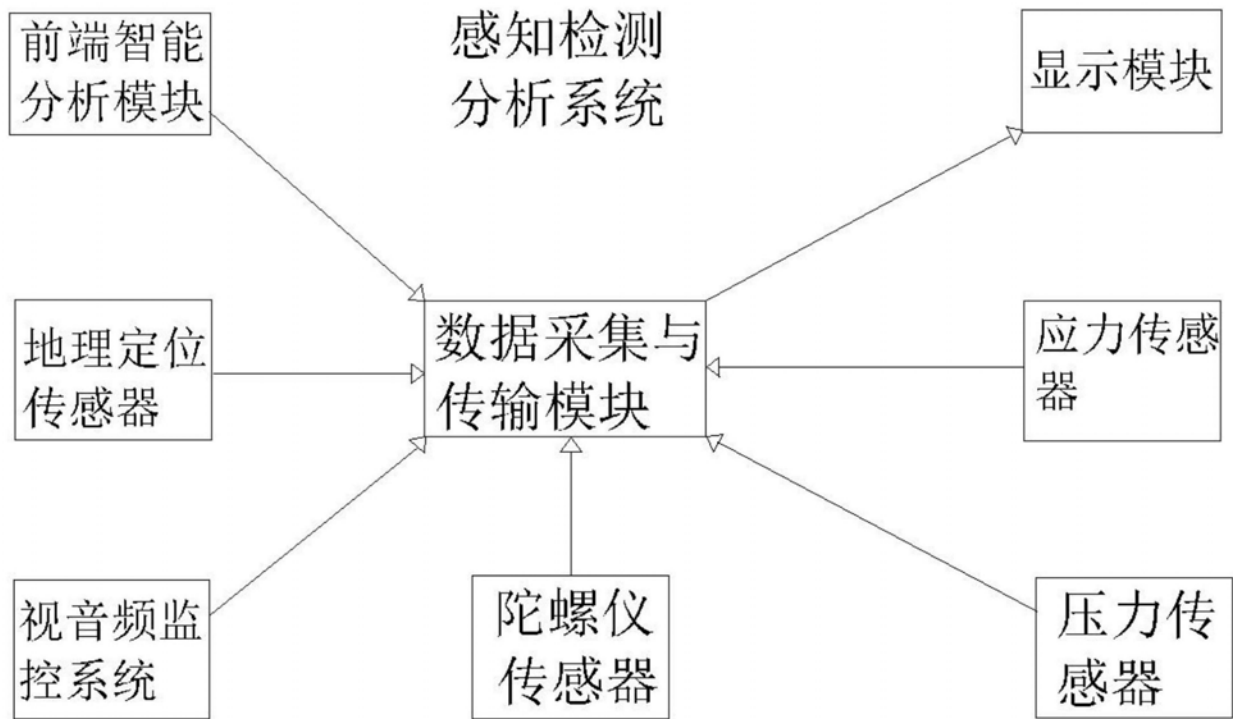 前端智能
分析模块
感知检测
分析系统
显示模块
地理定位
传感器
数据采集与
传输模块
应力传感
器
视音频监
控系统
陀螺仪
传感器
压力传
感器